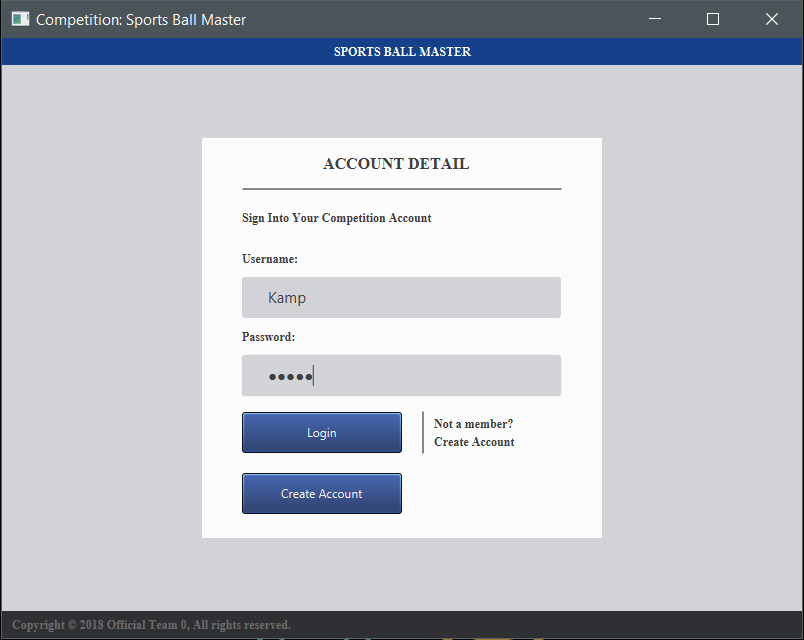 Competition: Sports Ball Master
SPORTS BALL MASTER
ACCOUNT DETAIL
Sign Into Your Competition Account
Username:
Kamp
Password:
•••••
Login
Not a member?
Create Account
Create Account
Copyright © 2018 Official Team 0, All rights reserved.